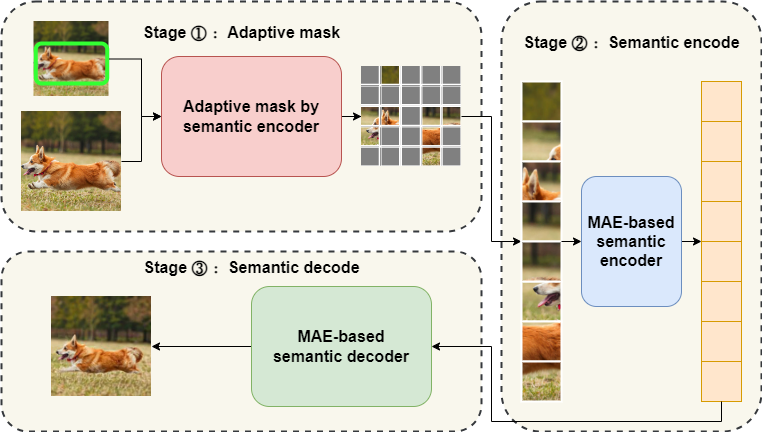 Stage ①：Adaptive mask
Adaptive mask by
semantic encoder
Stage ②：Semantic encode
MAE-based
semantic
encoder
Stage ③：Semantic decode
MAE-based
semantic decoder